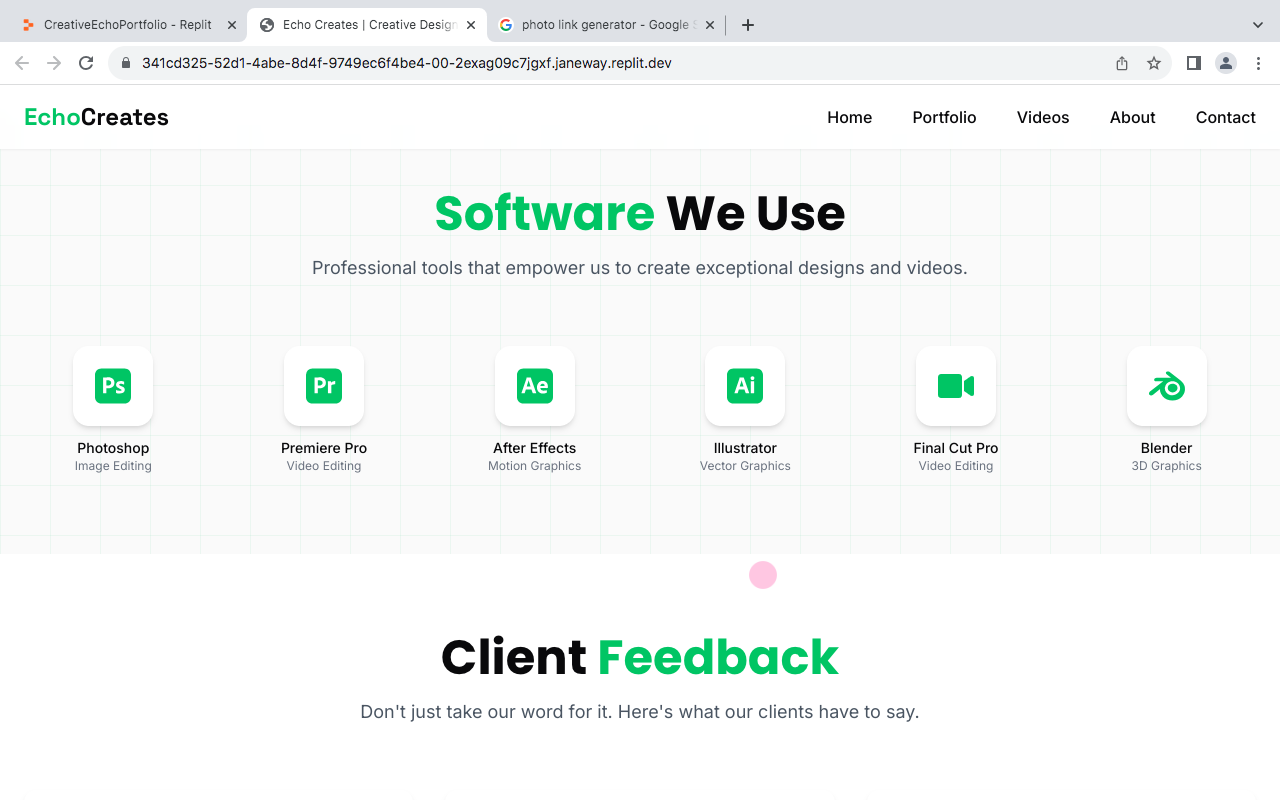 CreativeEchoPortfolio - Replit
Echo Creates | Creative Design
photo link generator - Google S
341cd325-52d1-4abe-8d4f-9749ec6f4be4-00-2exag09c7jgxf.janeway.replit.dev
EchoCreates
Home
Portfolio
Videos
About
Contact
Software We Use
Professional tools that empower us to create exceptional designs and videos.
Ps
Pr
Ae
Ai
Photoshop
Premiere Pro
After Effects
Illustrator
Final Cut Pro
Blender
Image Editing
Video Editing
Motion Graphics
Vector Graphics
Video Editing
3D Graphics
Client Feedback
Don't just take our word for it. Here's what our clients have to say.